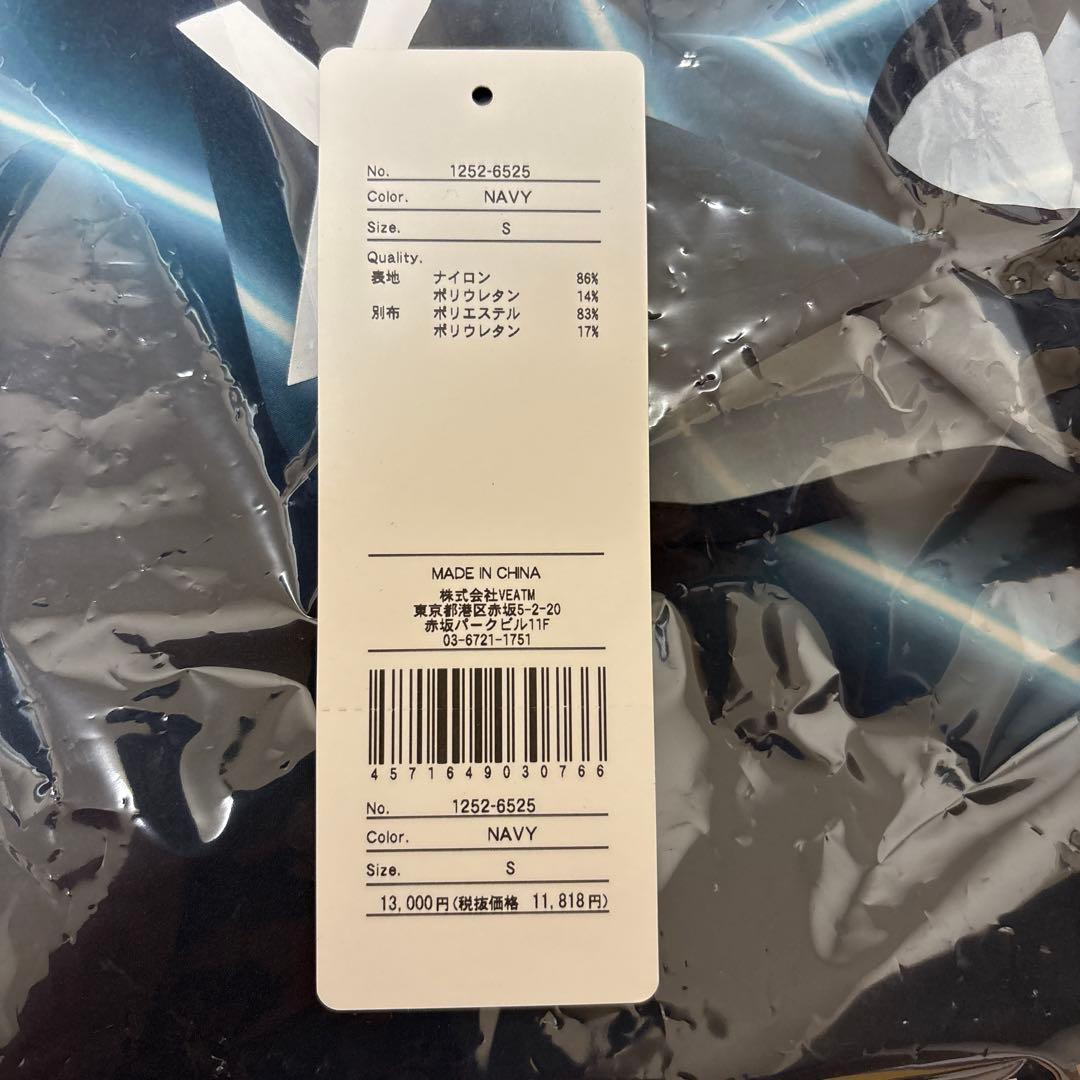 No. 1252-6525
Color. NAVY
Size. S
Quality.
表地 ナイロン 86%
ポリウレタン 14%
別布 ポリエステル 83%
ポリウレタン 17%
MADE IN CHINA
株式会社VEATM
東京都港区赤坂5-2-20
赤坂パークビル11F
03-6721-1751
4571649030766
No. 1252-6525
Color. NAVY
Size. S
13,000円(税抜価格 11,818円)